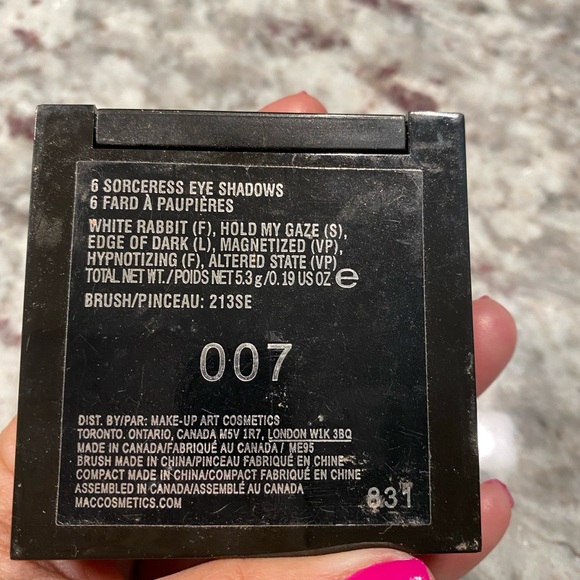 6 SORCERESS EYE SHADOWS
6 FARD À PAUPIÈRES
WHITE RABBIT (F), HOLD MY GAZE (S),
EDGE OF DARK (L), MAGNETIZED (VP),
HYPNOTIZING (F), ALTERED STATE (VP)
TOTAL NET WT./POIDS NET 5.3 g/0.19 US OZ ℮
BRUSH/PINCEAU: 213SE
007
DIST. BY/PAR: MAKE-UP ART COSMETICS
TORONTO. ONTARIO, CANADA M5V 1R7, LONDON W1K 3BQ
MADE IN CANADA/FABRIQUÉ AU CANADA / ME95
BRUSH MADE IN CHINA/PINCEAU FABRIQUÉ EN CHINE
COMPACT MADE IN CHINA/COMPACT FABRIQUÉ EN CHINE
ASSEMBLED IN CANADA/ASSEMBLÉ AU CANADA
MACCOSMETICS.COM
831